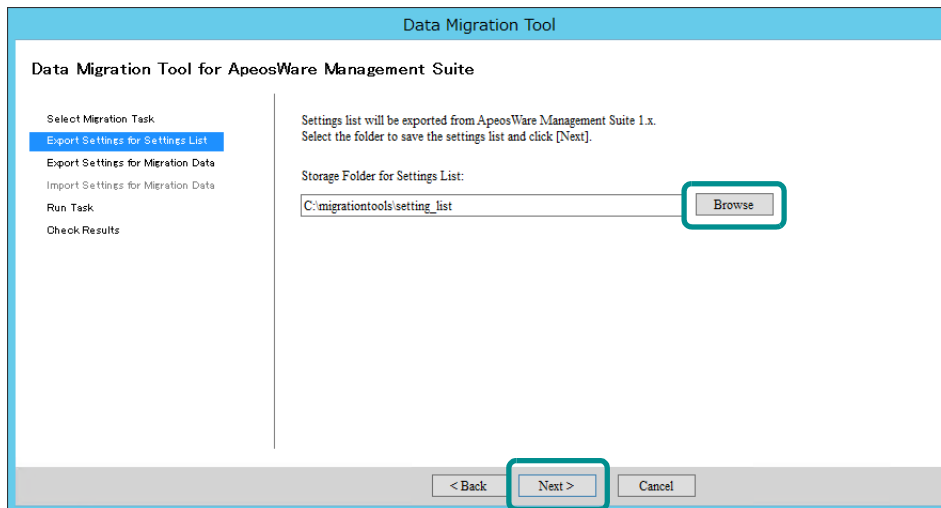 Data Migration Tool
Data Migration Tool for ApeosWare Management Suite
Select Migration Task
Export Settings for Settings List
Export Settings for Migration Data
Import Settings for Migration Data
Run Task
Check Results
Settings list will be exported from ApeosWare Management Suite 1.x.
Select the folder to save the settings list and click [Next].
Storage Folder for Settings List:
C:\migrationtools\setting_list
Browse
< Back
Next >
Cancel